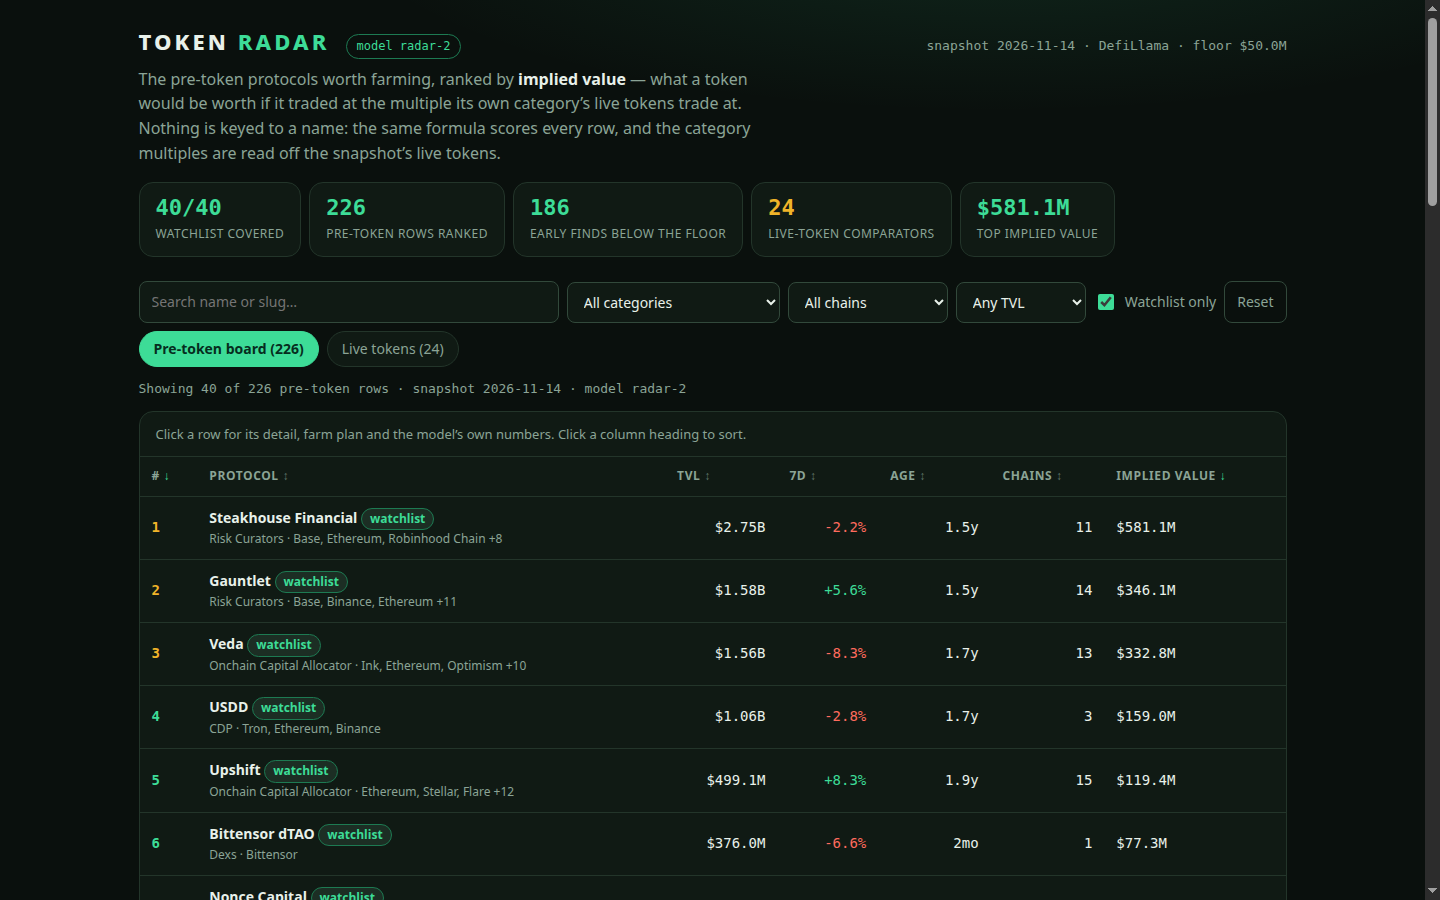 TOKEN RADAR model radar-2
snapshot 2026-11-14 · DefiLlama · floor $50.0M
The pre-token protocols worth farming, ranked by implied value — what a token
would be worth if it traded at the multiple its own category's live tokens trade at.
Nothing is keyed to a name: the same formula scores every row, and the category
multiples are read off the snapshot's live tokens.
40/40
WATCHLIST COVERED
226
PRE-TOKEN ROWS RANKED
186
EARLY FINDS BELOW THE FLOOR
24
LIVE-TOKEN COMPARATORS
$581.1M
TOP IMPLIED VALUE
Search name or slug...
All categories
All chains
Any TVL
Watchlist only
Reset
Pre-token board (226)
Live tokens (24)
Showing 40 of 226 pre-token rows · snapshot 2026-11-14 · model radar-2
Click a row for its detail, farm plan and the model's own numbers. Click a column heading to sort.
# ↓ PROTOCOL ↕ TVL ↕ 7D ↕ AGE ↕ CHAINS ↕ IMPLIED VALUE ↓
1 Steakhouse Financial watchlist $2.75B -2.2% 1.5y 11 $581.1M
Risk Curators · Base, Ethereum, Robinhood Chain +8
2 Gauntlet watchlist $1.58B +5.6% 1.5y 14 $346.1M
Risk Curators · Base, Binance, Ethereum +11
3 Veda watchlist $1.56B -8.3% 1.7y 13 $332.8M
Onchain Capital Allocator · Ink, Ethereum, Optimism +10
4 USDD watchlist $1.06B -2.8% 1.7y 3 $159.0M
CDP · Tron, Ethereum, Binance
5 Upshift watchlist $499.1M +8.3% 1.9y 15 $119.4M
Onchain Capital Allocator · Ethereum, Stellar, Flare +12
6 Bittensor dTAO watchlist $376.0M -6.6% 2mo 1 $77.3M
Dexs · Bittensor
Nonce Capital watchlist